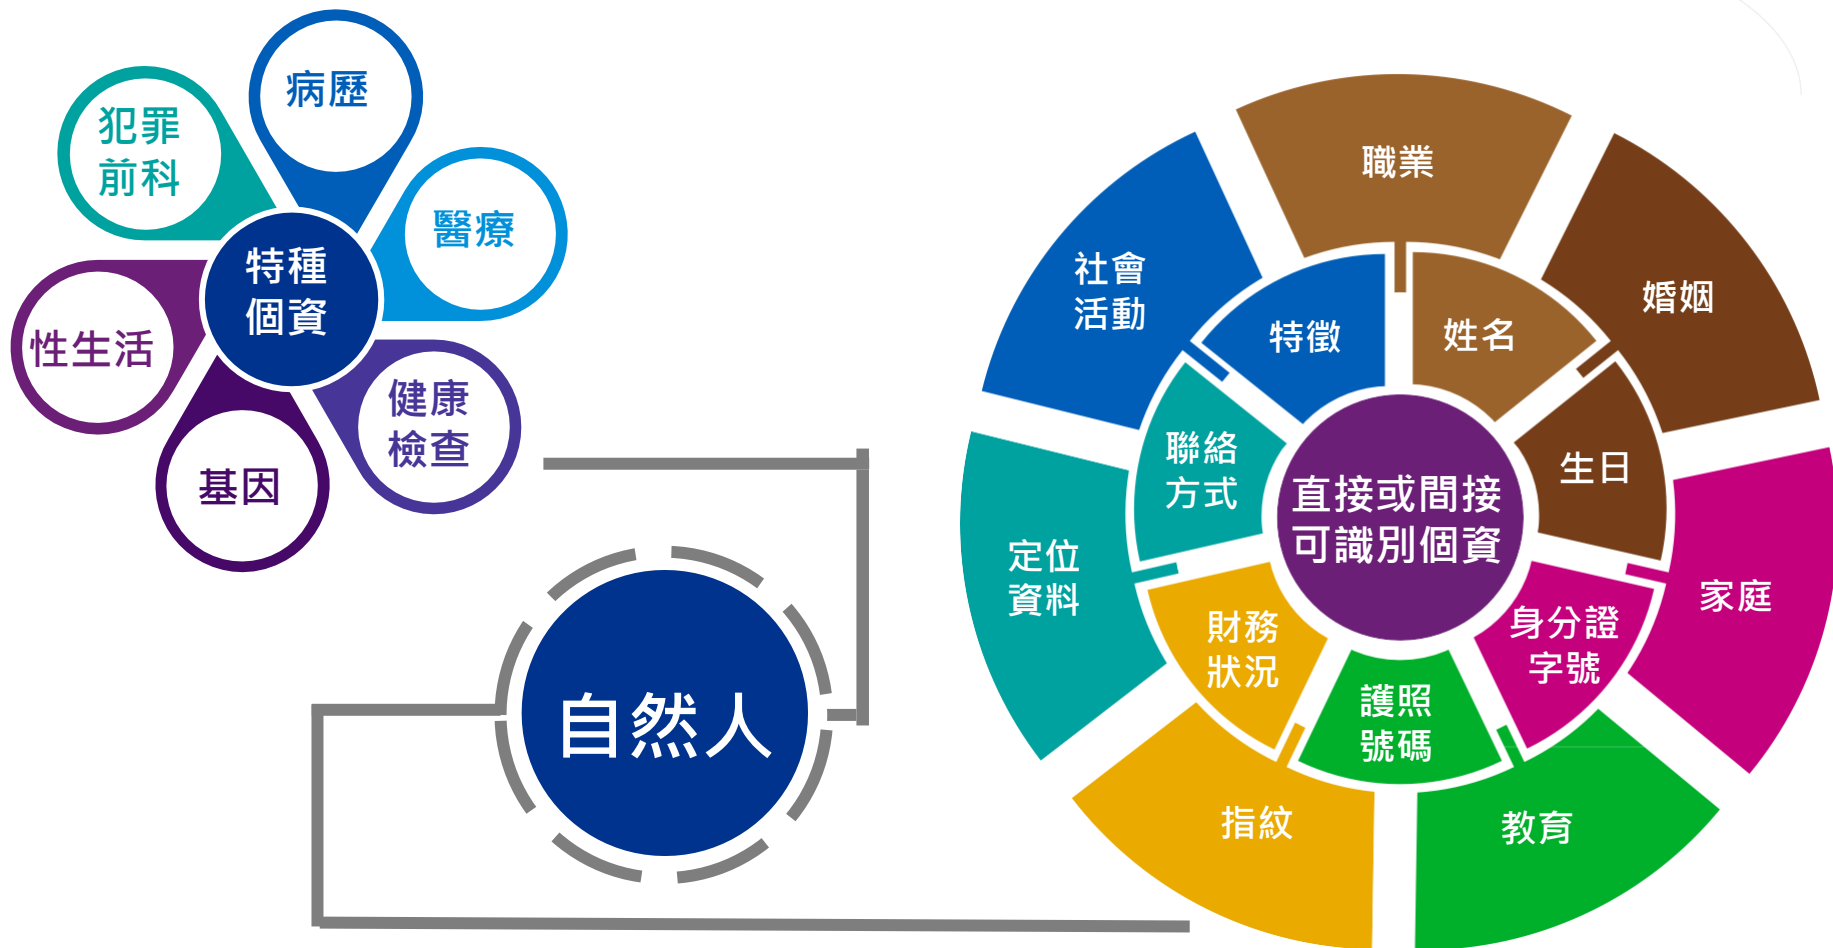 病歷
犯罪
前科
醫療
特種
個資
性生活
健康
檢查
基因
自然人
職業
社會
活動
婚姻
特徵
姓名
聯絡
方式
生日
直接或間接
可識別個資
定位
資料
家庭
財務
狀況
身分證
字號
護照
號碼
指紋
教育